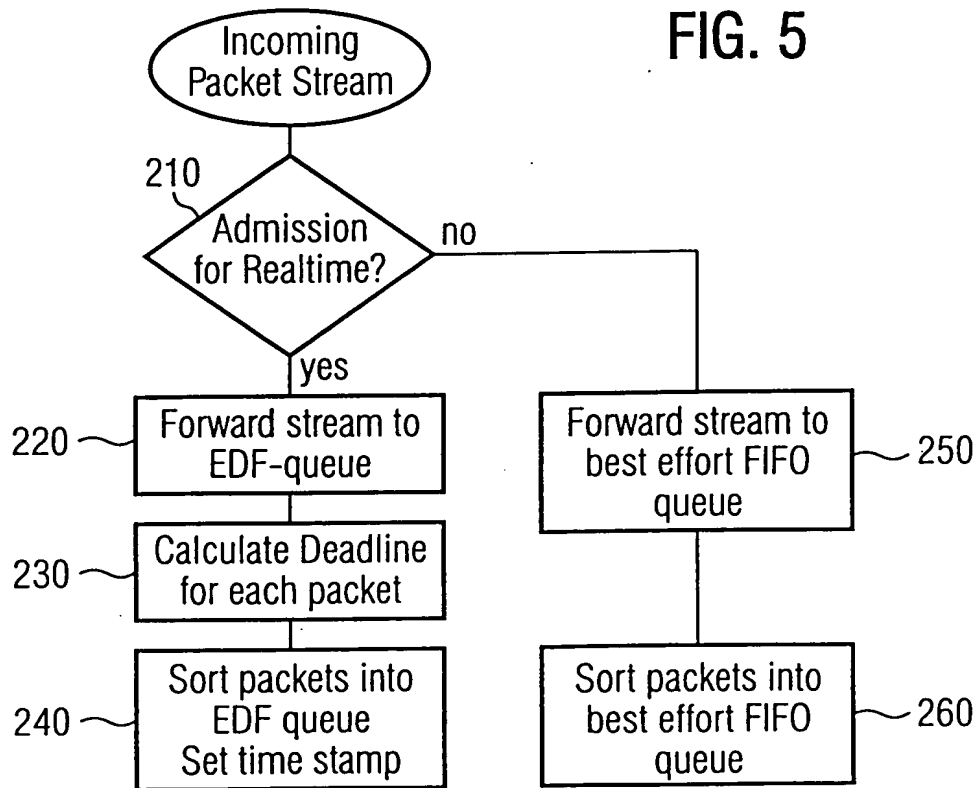 FIG. 5
Incoming
Packet Stream
210
Admission
for Realtime?
no
yes
220
Forward stream to
EDF-queue
230
Calculate Deadline
for each packet
240
Sort packets into
EDF queue
Set time stamp
Forward stream to
best effort FIFO
queue
250
Sort packets into
best effort FIFO
queue
260